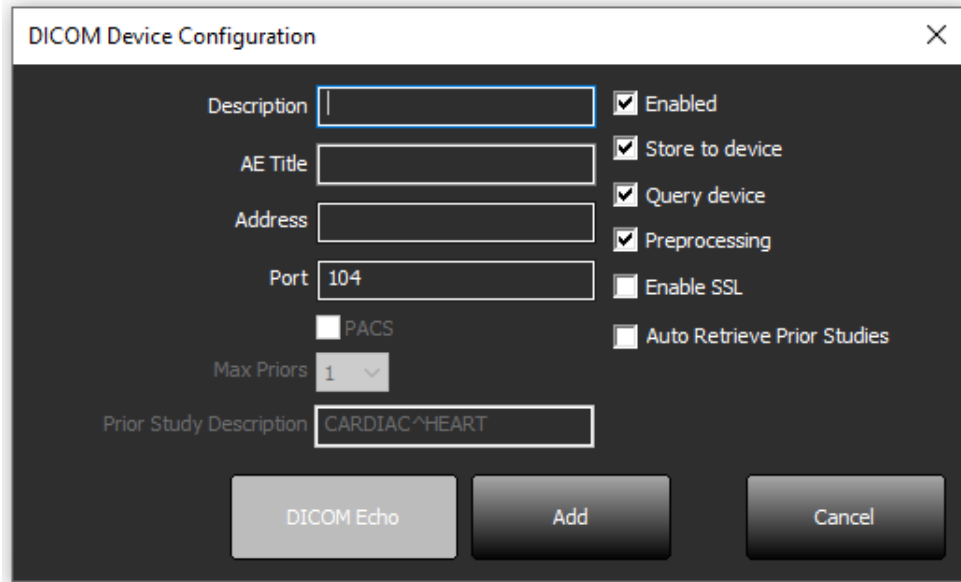 DICOM Device Configuration
Description
Enabled
AE Title
Store to device
Address
Query device
Preprocessing
Port 104
Enable SSL
PACS
Auto Retrieve Prior Studies
Max Priors 1
Prior Study Description CARDIAC^HEART
DICOM Echo
Add
Cancel